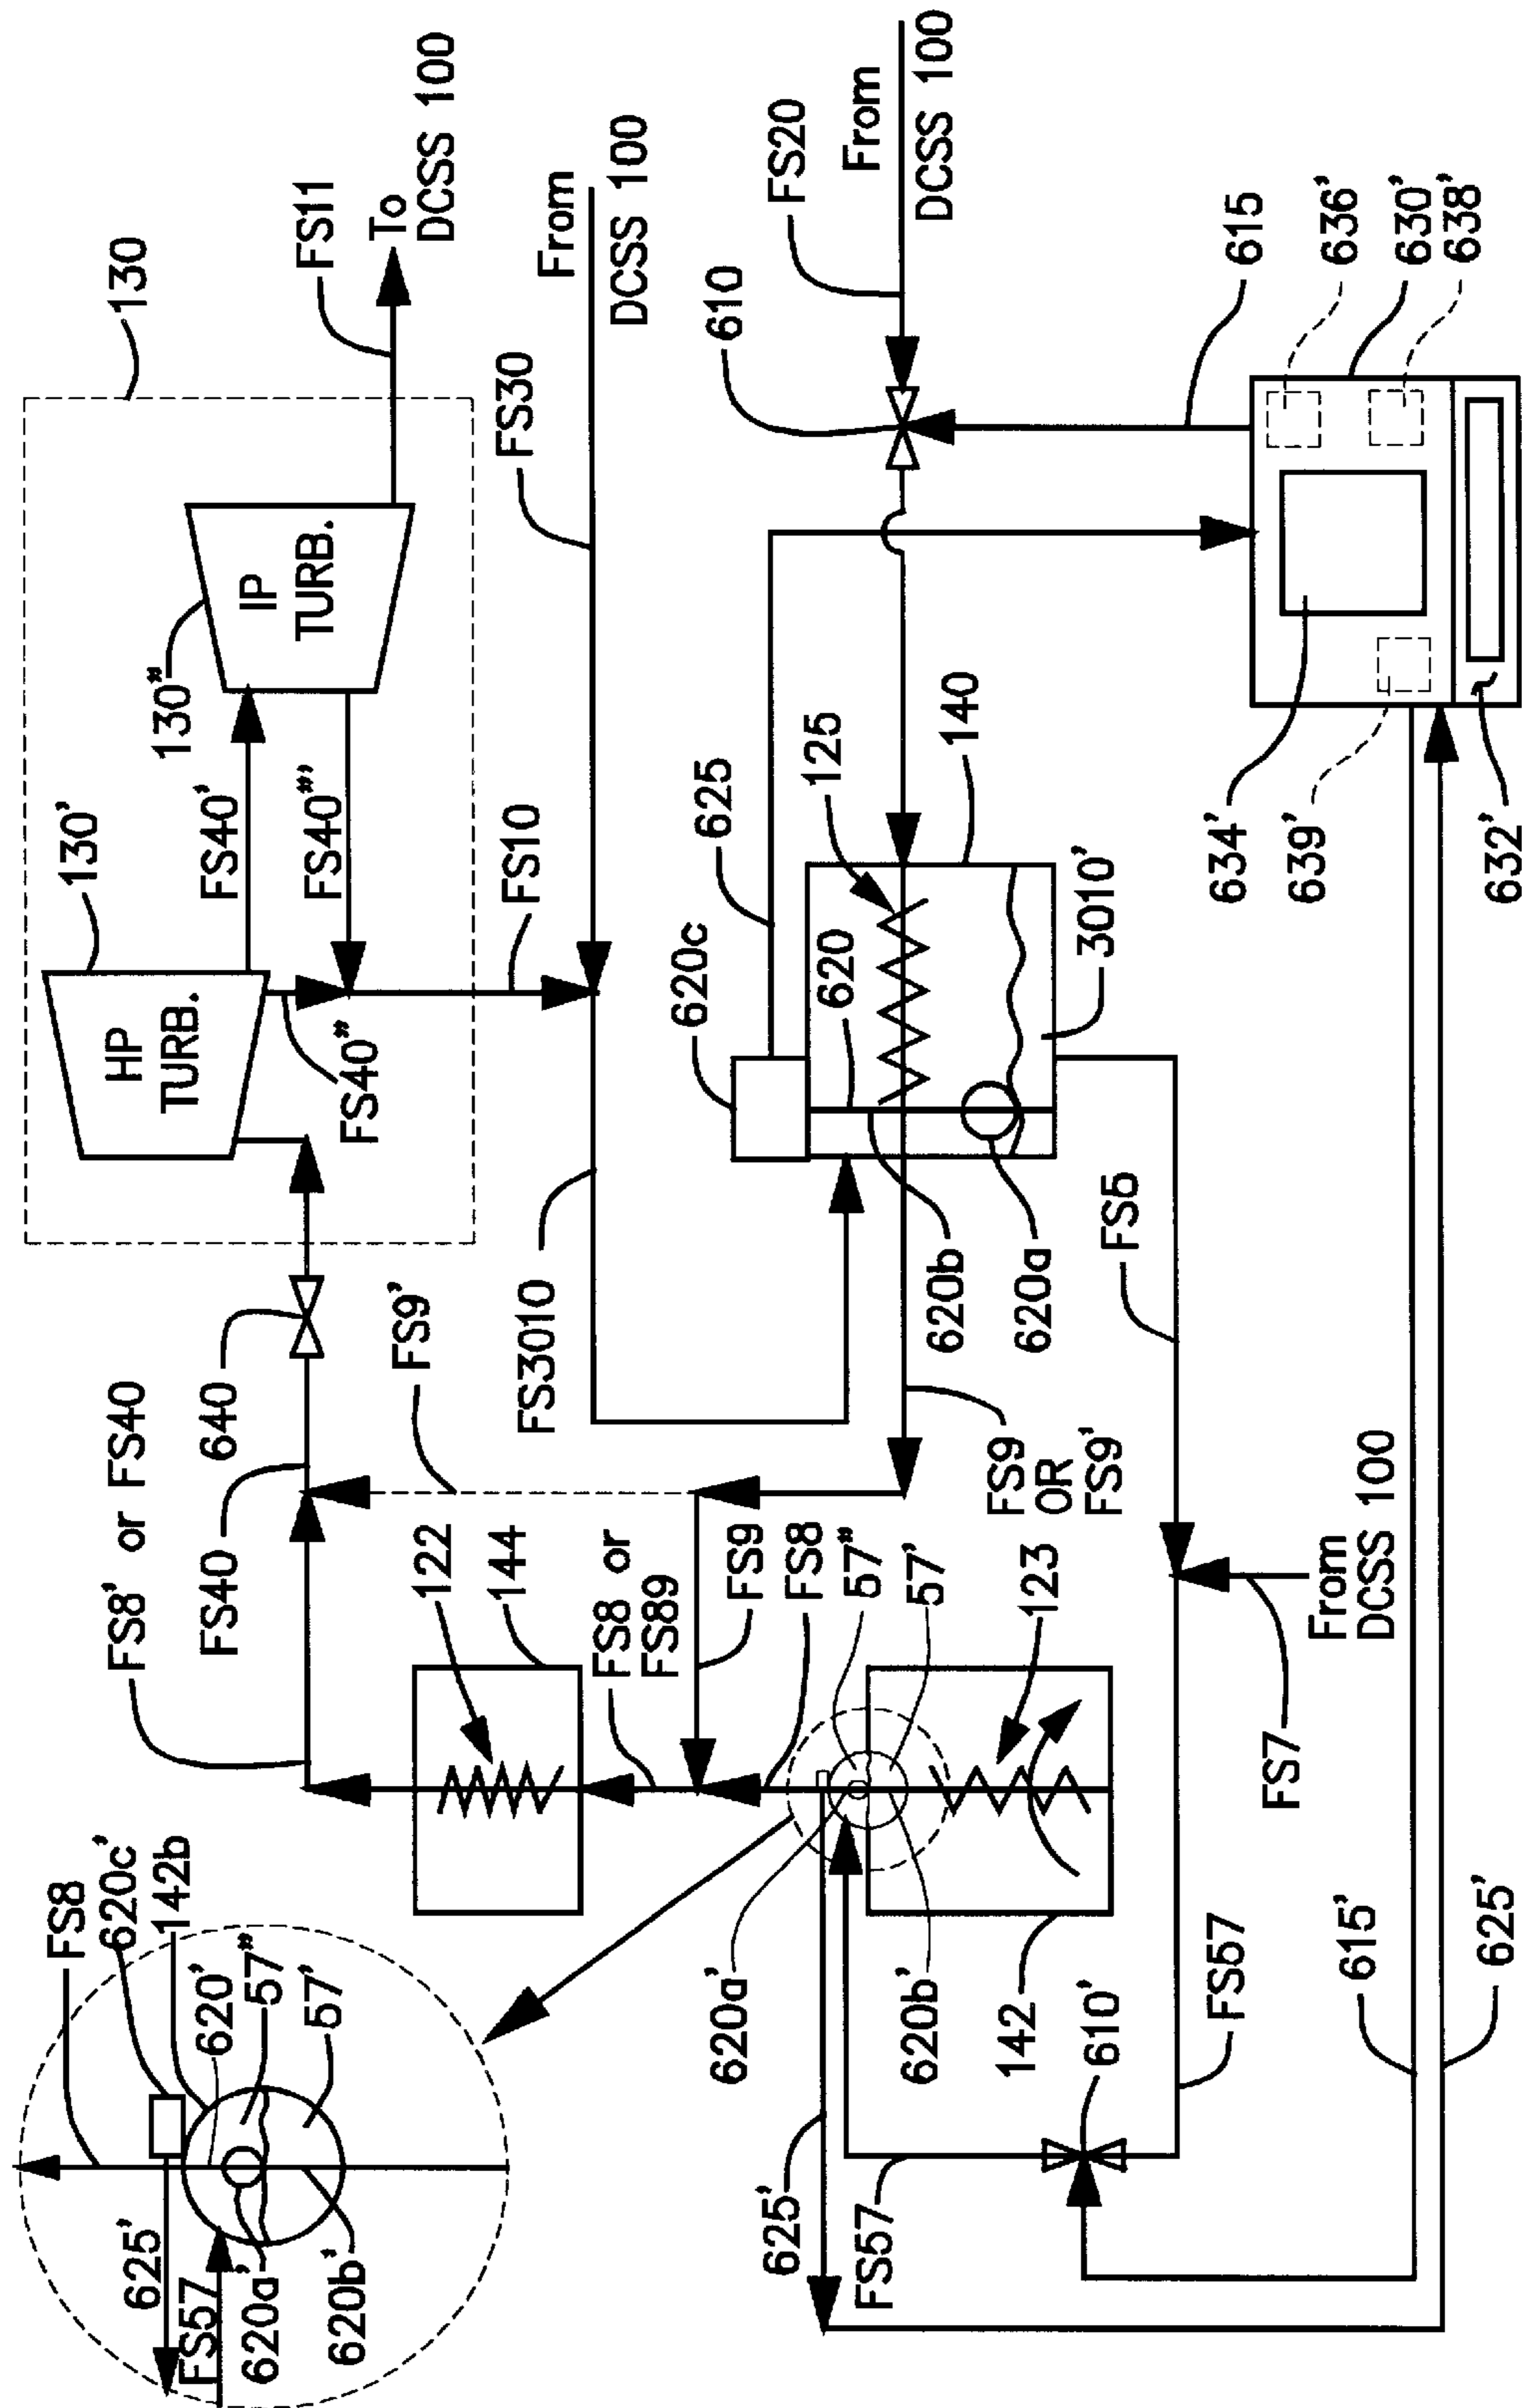 130
130'
HP
TURB.
FS40'
130"
IP
TURB.
FS40"'
FS40"
FS11
To
DCSS 100
FS10
FS30
From
DCSS 100
FS8' or FS40
FS40
640
FS9'
FS3010
FS8
620c'
142b
620'
57"
57'
625'
FS57
620a'
620b'
122
144
FS8 or
FS89
FS9
FS8
57"
57'
123
620a'
620b'
142
610'
625'
FS57
FS57
FS7
From
DCSS 100
FS9
OR
FS9'
FS5
620c
625
620
125
140
620b
620a
3010'
610
FS20
From
DCSS 100
615
636'
630'
638'
634'
639'
632'
615'
625'